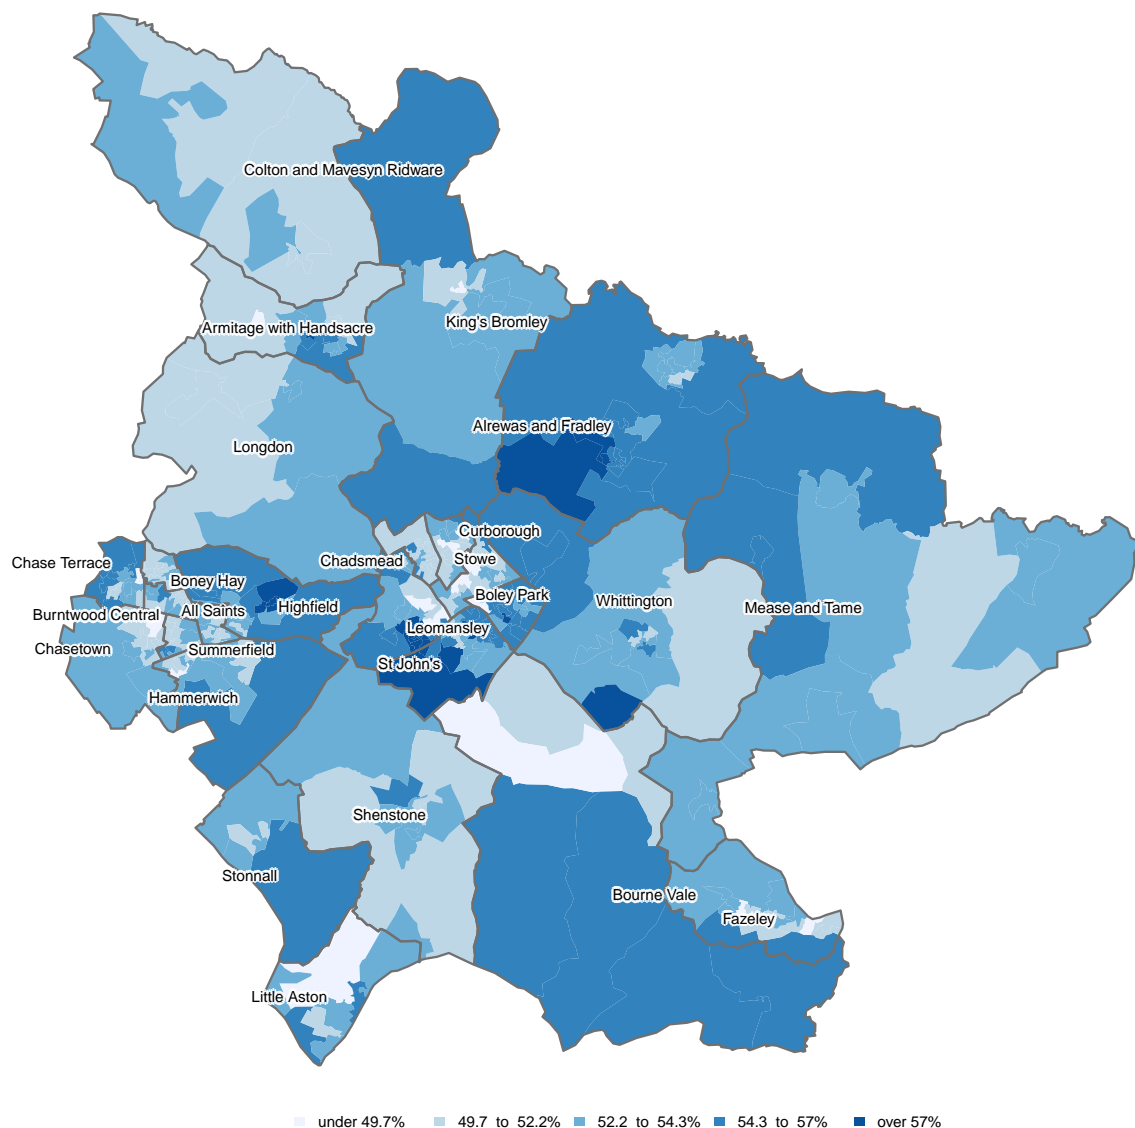 Colton and Mavesyn Ridware
Armitage with Handsacre
King's Bromley
Alrewas and Fradley
Longdon
Curborough
Chadsmead
Stowe
Chase Terrace
Boney Hay
Boley Park
Burntwood Central
All Saints
Highfield
Whittington
Mease and Tame
Leomansley
Chasetown
Summerfield
St John's
Hammerwich
Shenstone
Stonnall
Bourne Vale
Fazeley
Little Aston
under 49.7% 49.7 to 52.2% 52.2 to 54.3% 54.3 to 57% over 57%